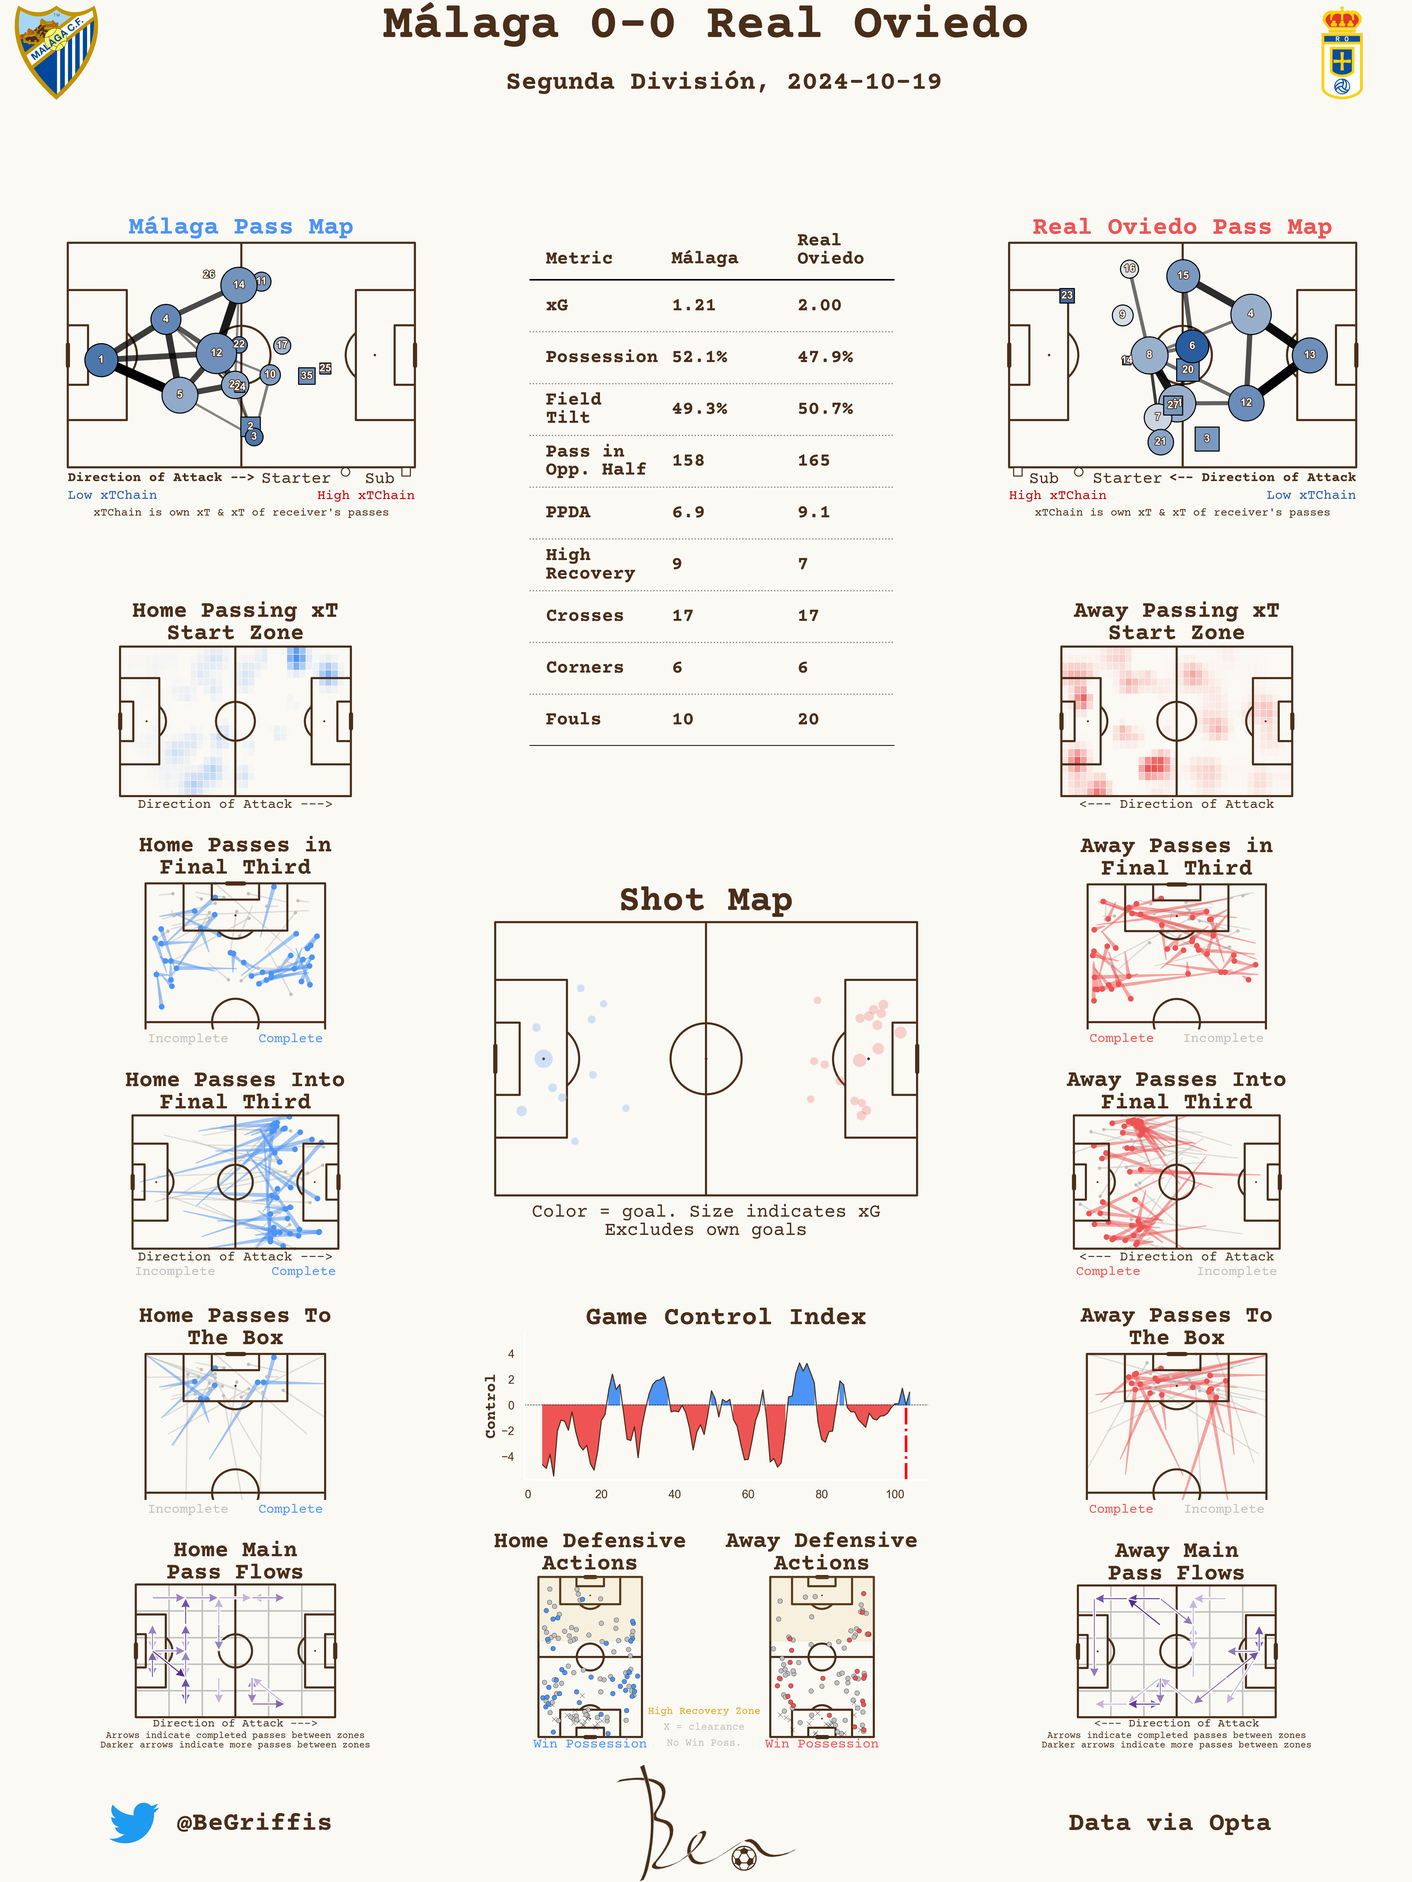 Málaga 0-0 Real Oviedo
Segunda División, 2024-10-19
MALAGA C.F.
R O
Málaga Pass Map
26
14
11
4
1
12
22
17
10
35
25
24
5
2
3
Direction of Attack --> Starter Sub
Low xTChain High xTChain
xTChain is own xT & xT of receiver's passes
Metric Málaga Real Oviedo
xG 1.21 2.00
Possession 52.1% 47.9%
Field Tilt 49.3% 50.7%
Pass in Opp. Half 158 165
PPDA 6.9 9.1
High Recovery 9 7
Crosses 17 17
Corners 6 6
Fouls 10 20
Real Oviedo Pass Map
16
15
23
9
4
8
6
13
14
20
27
12
7
21
3
Sub Starter <-- Direction of Attack
High xTChain Low xTChain
xTChain is own xT & xT of receiver's passes
Home Passing xT
Start Zone
Direction of Attack --->
Away Passing xT
Start Zone
<--- Direction of Attack
Home Passes in
Final Third
Incomplete Complete
Away Passes in
Final Third
Complete Incomplete
Shot Map
Color = goal. Size indicates xG
Excludes own goals
Home Passes Into
Final Third
Direction of Attack --->
Incomplete Complete
Away Passes Into
Final Third
<--- Direction of Attack
Complete Incomplete
Home Passes To
The Box
Incomplete Complete
Game Control Index
Control
4
2
0
−2
−4
0 20 40 60 80 100
Away Passes To
The Box
Complete Incomplete
Home Main
Pass Flows
Direction of Attack --->
Arrows indicate completed passes between zones
Darker arrows indicate more passes between zones
Home Defensive
Actions
Win Possession
High Recovery Zone
X = clearance
No Win Poss.
Away Defensive
Actions
Win Possession
Away Main
Pass Flows
<--- Direction of Attack
Arrows indicate completed passes between zones
Darker arrows indicate more passes between zones
@BeGriffis
Ben
Data via Opta